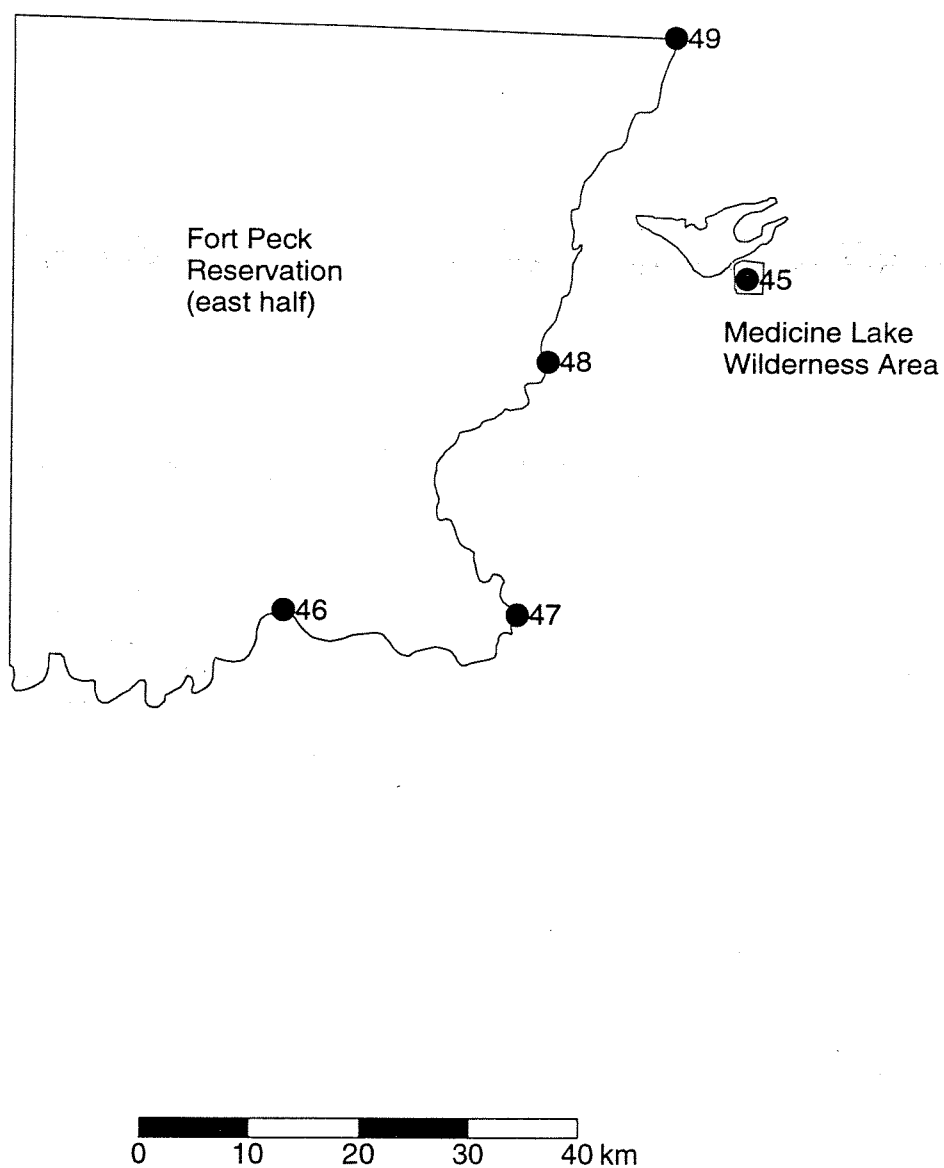 49
Fort Peck
Reservation
(east half)
45
Medicine Lake
Wilderness Area
48
46
47
0 10 20 30 40 km